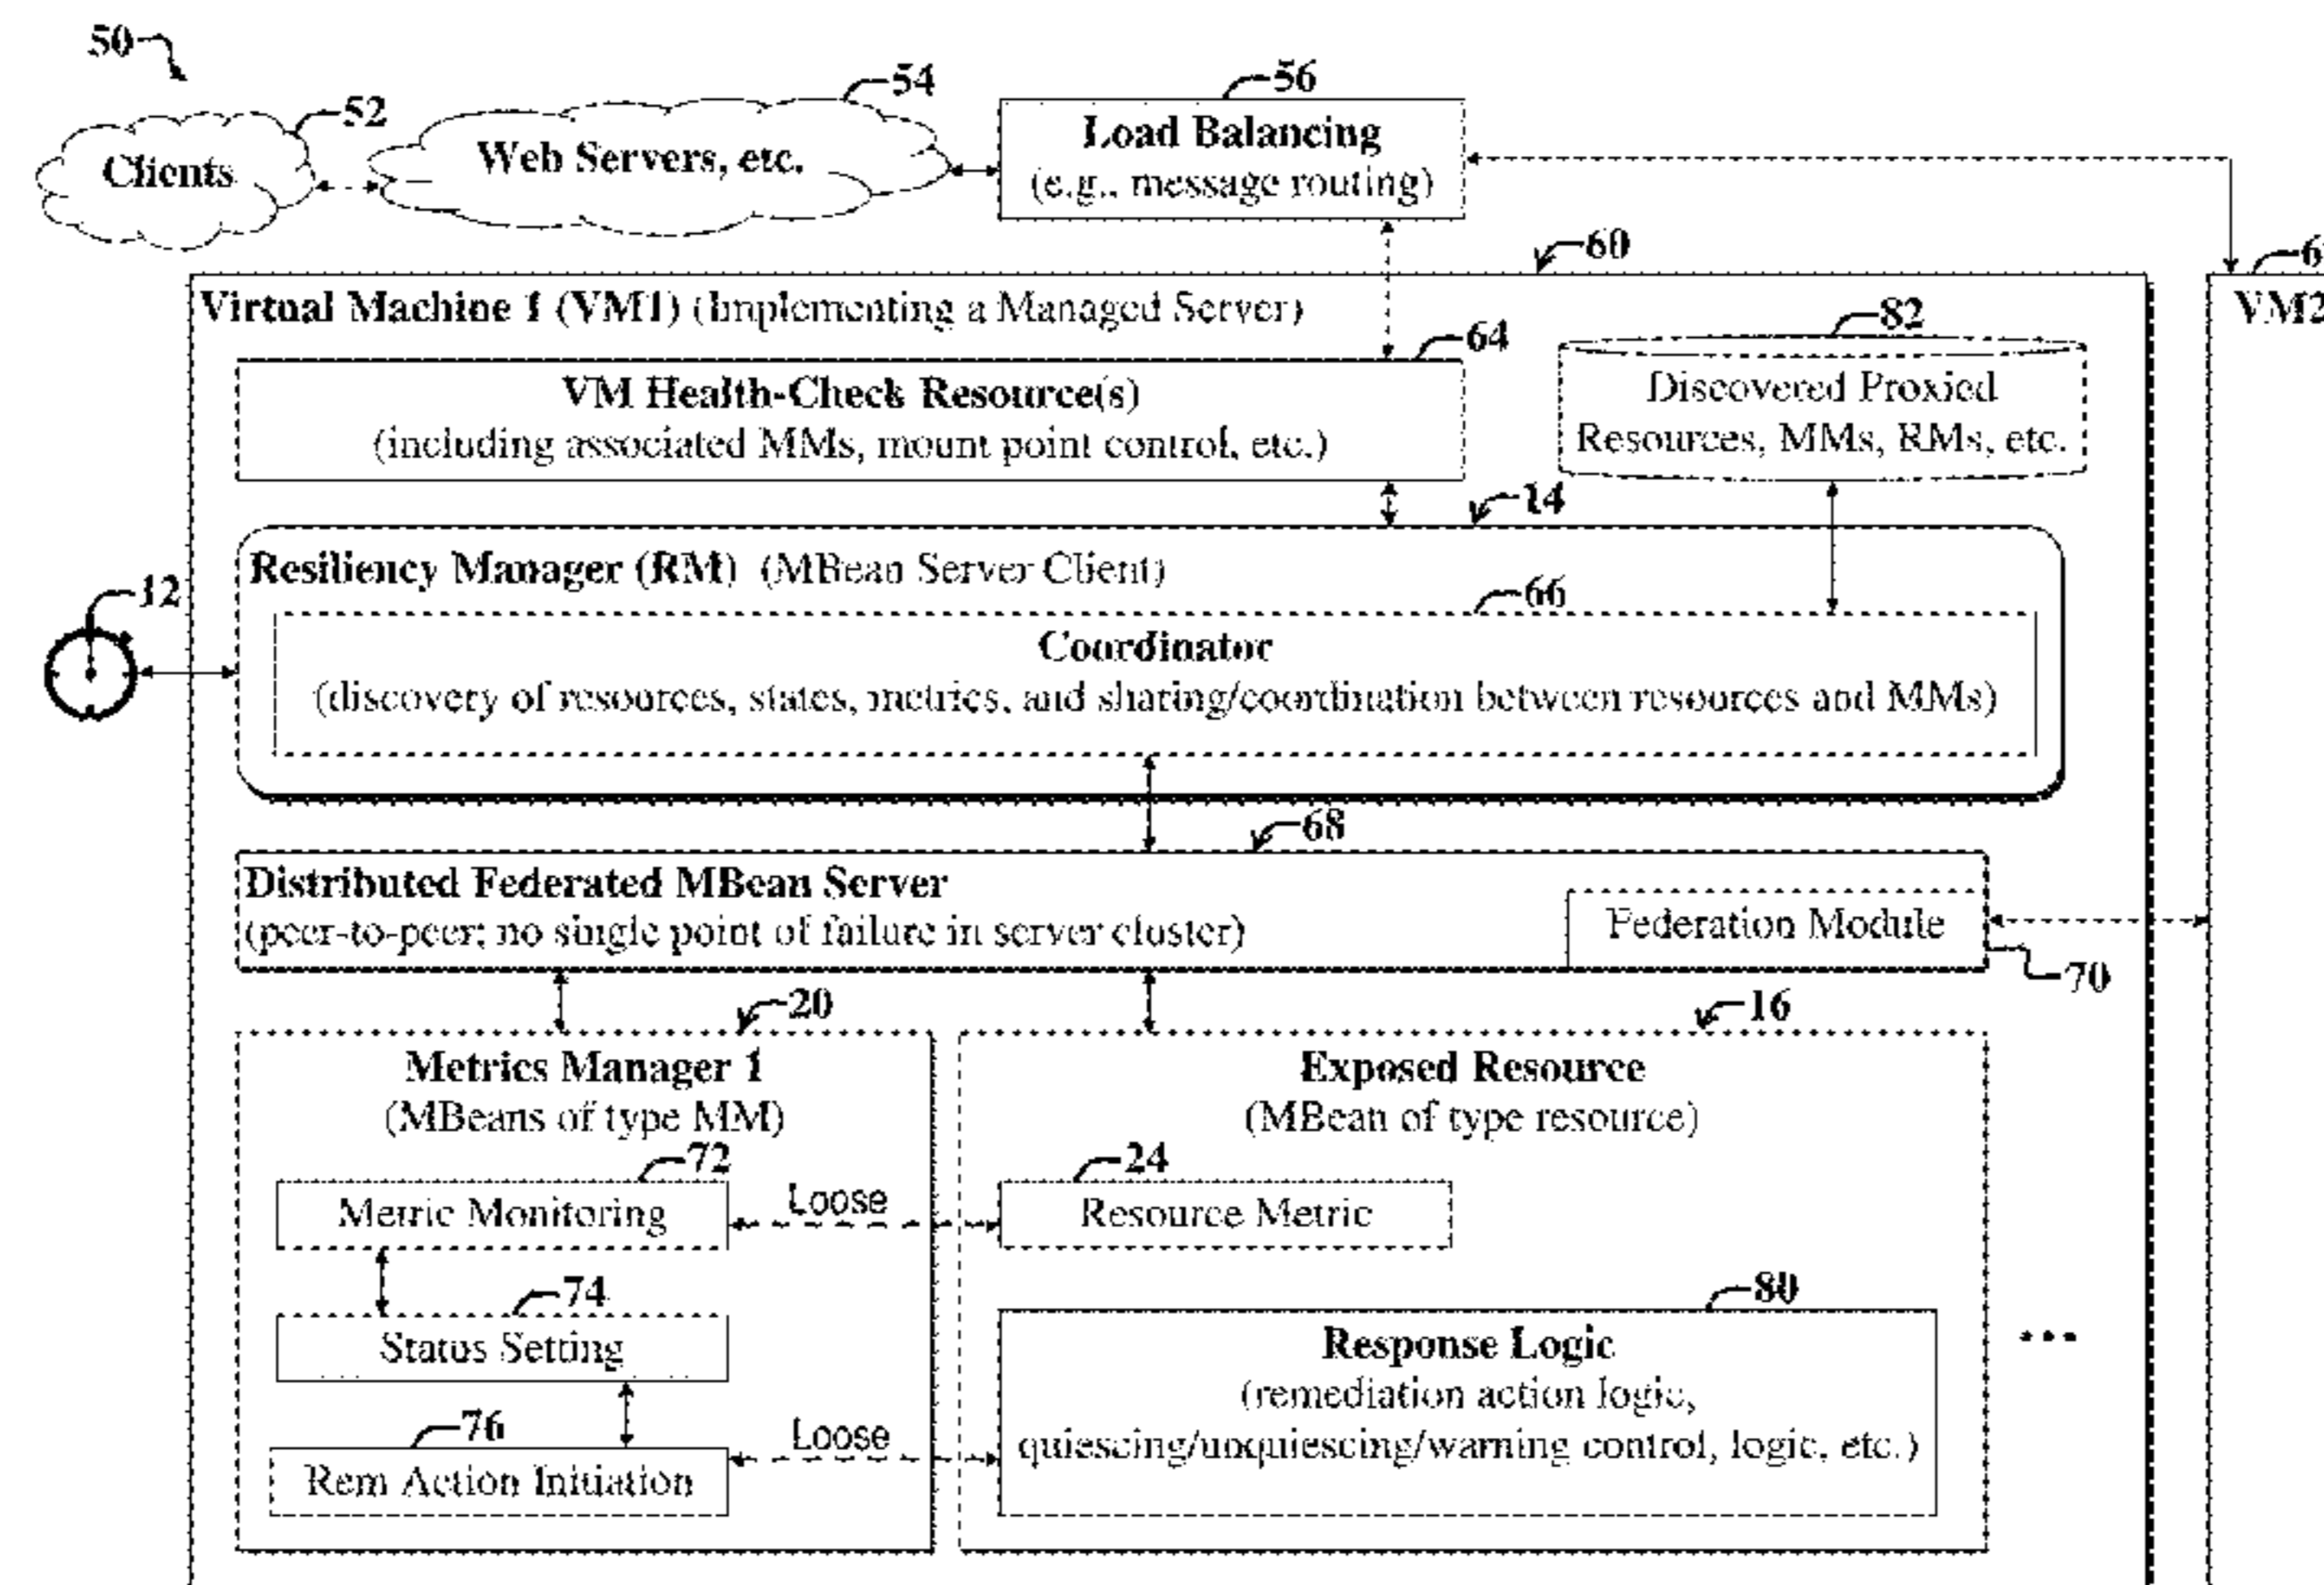 50
52
54
56
Clients
Web Servers, etc.
Load Balancing
(e.g., message routing)
60
Virtual Machine 1 (VM1) (Implementing a Managed Server)
VM2
82
64
VM Health-Check Resource(s)
(including associated MMs, mount point control, etc.)
Discovered Proxied
Resources, MMs, RMs, etc.
14
Resiliency Manager (RM) (MBean Server Client)
12
66
Coordinator
(discovery of resources, states, metrics, and sharing/coordination between resources and MMs)
68
Distributed Federated MBean Server
(peer-to-peer; no single point of failure in server cluster)
Federation Module
70
20
16
Metrics Manager 1
(MBeans of type MM)
Exposed Resource
(MBean of type resource)
72
24
Metric Monitoring
Loose
Resource Metric
74
80
Status Setting
Response Logic
(remediation action logic,
quiescing/unquiescing/warning control, logic, etc.)
...
76
Loose
Rem Action Initiation